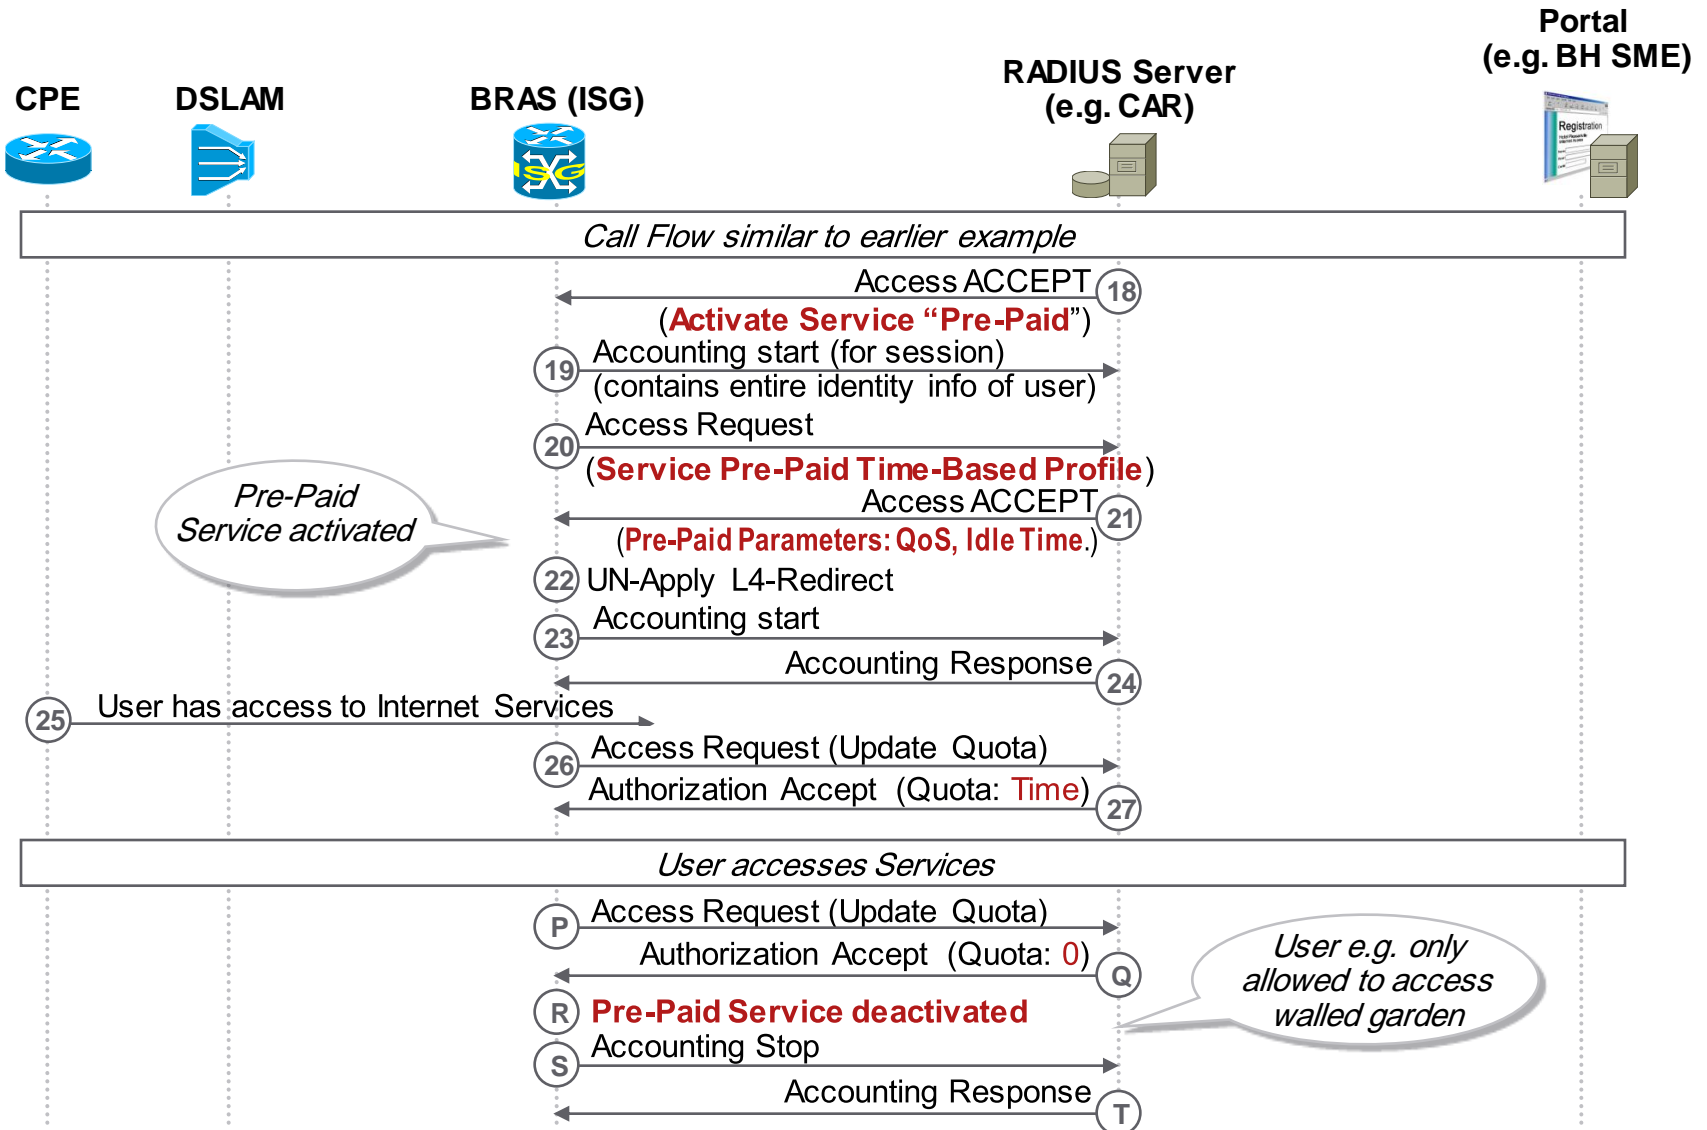 Portal
(e.g. BH SME)
RADIUS Server
(e.g. CAR)
CPE
DSLAM
BRAS (ISG)
Registration
ISG
Call Flow similar to earlier example
Access ACCEPT
18
(Activate Service “Pre-Paid”)
19
Accounting start (for session)
(contains entire identity info of user)
Access Request
20
(Service Pre-Paid Time-Based Profile)
Pre-Paid
Service activated
Access ACCEPT
21
(Pre-Paid Parameters: QoS, Idle Time.)
22
UN-Apply L4-Redirect
Accounting start
23
Accounting Response
24
25
User has access to Internet Services
26
Access Request (Update Quota)
Authorization Accept (Quota: Time)
27
User accesses Services
P
Access Request (Update Quota)
Authorization Accept (Quota: 0)
Q
User e.g. only
allowed to access
walled garden
R
Pre-Paid Service deactivated
S
Accounting Stop
Accounting Response
T